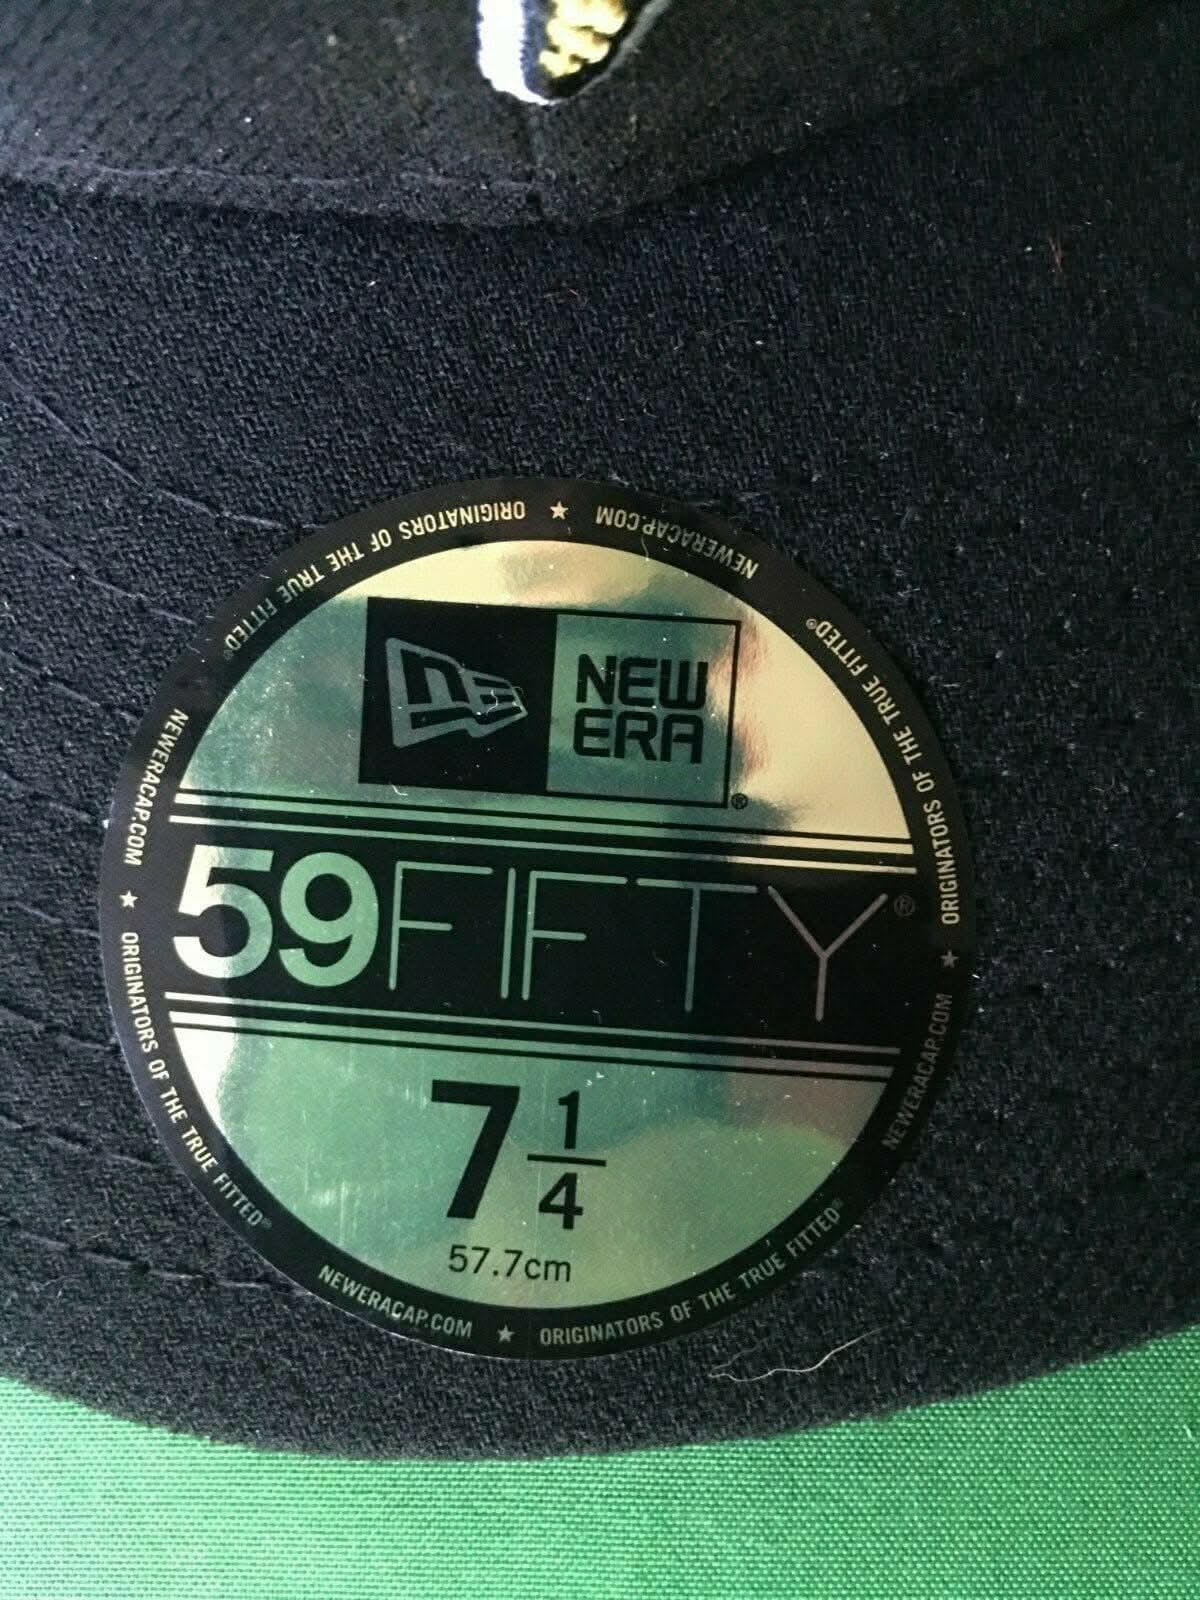 NE
NEW
ERA
®
59FIFTY®
7 1/4
57.7cm
ORIGINATORS OF THE TRUE FITTED®
NEWERACAP.COM ★ ORIGINATORS OF THE TRUE FITTED®
NEWERACAP.COM ★ ORIGINATORS OF THE TRUE FITTED®
NEWERACAP.COM ★ ORIGINATORS OF THE TRUE FITTED®
NEWERACAP.COM ★